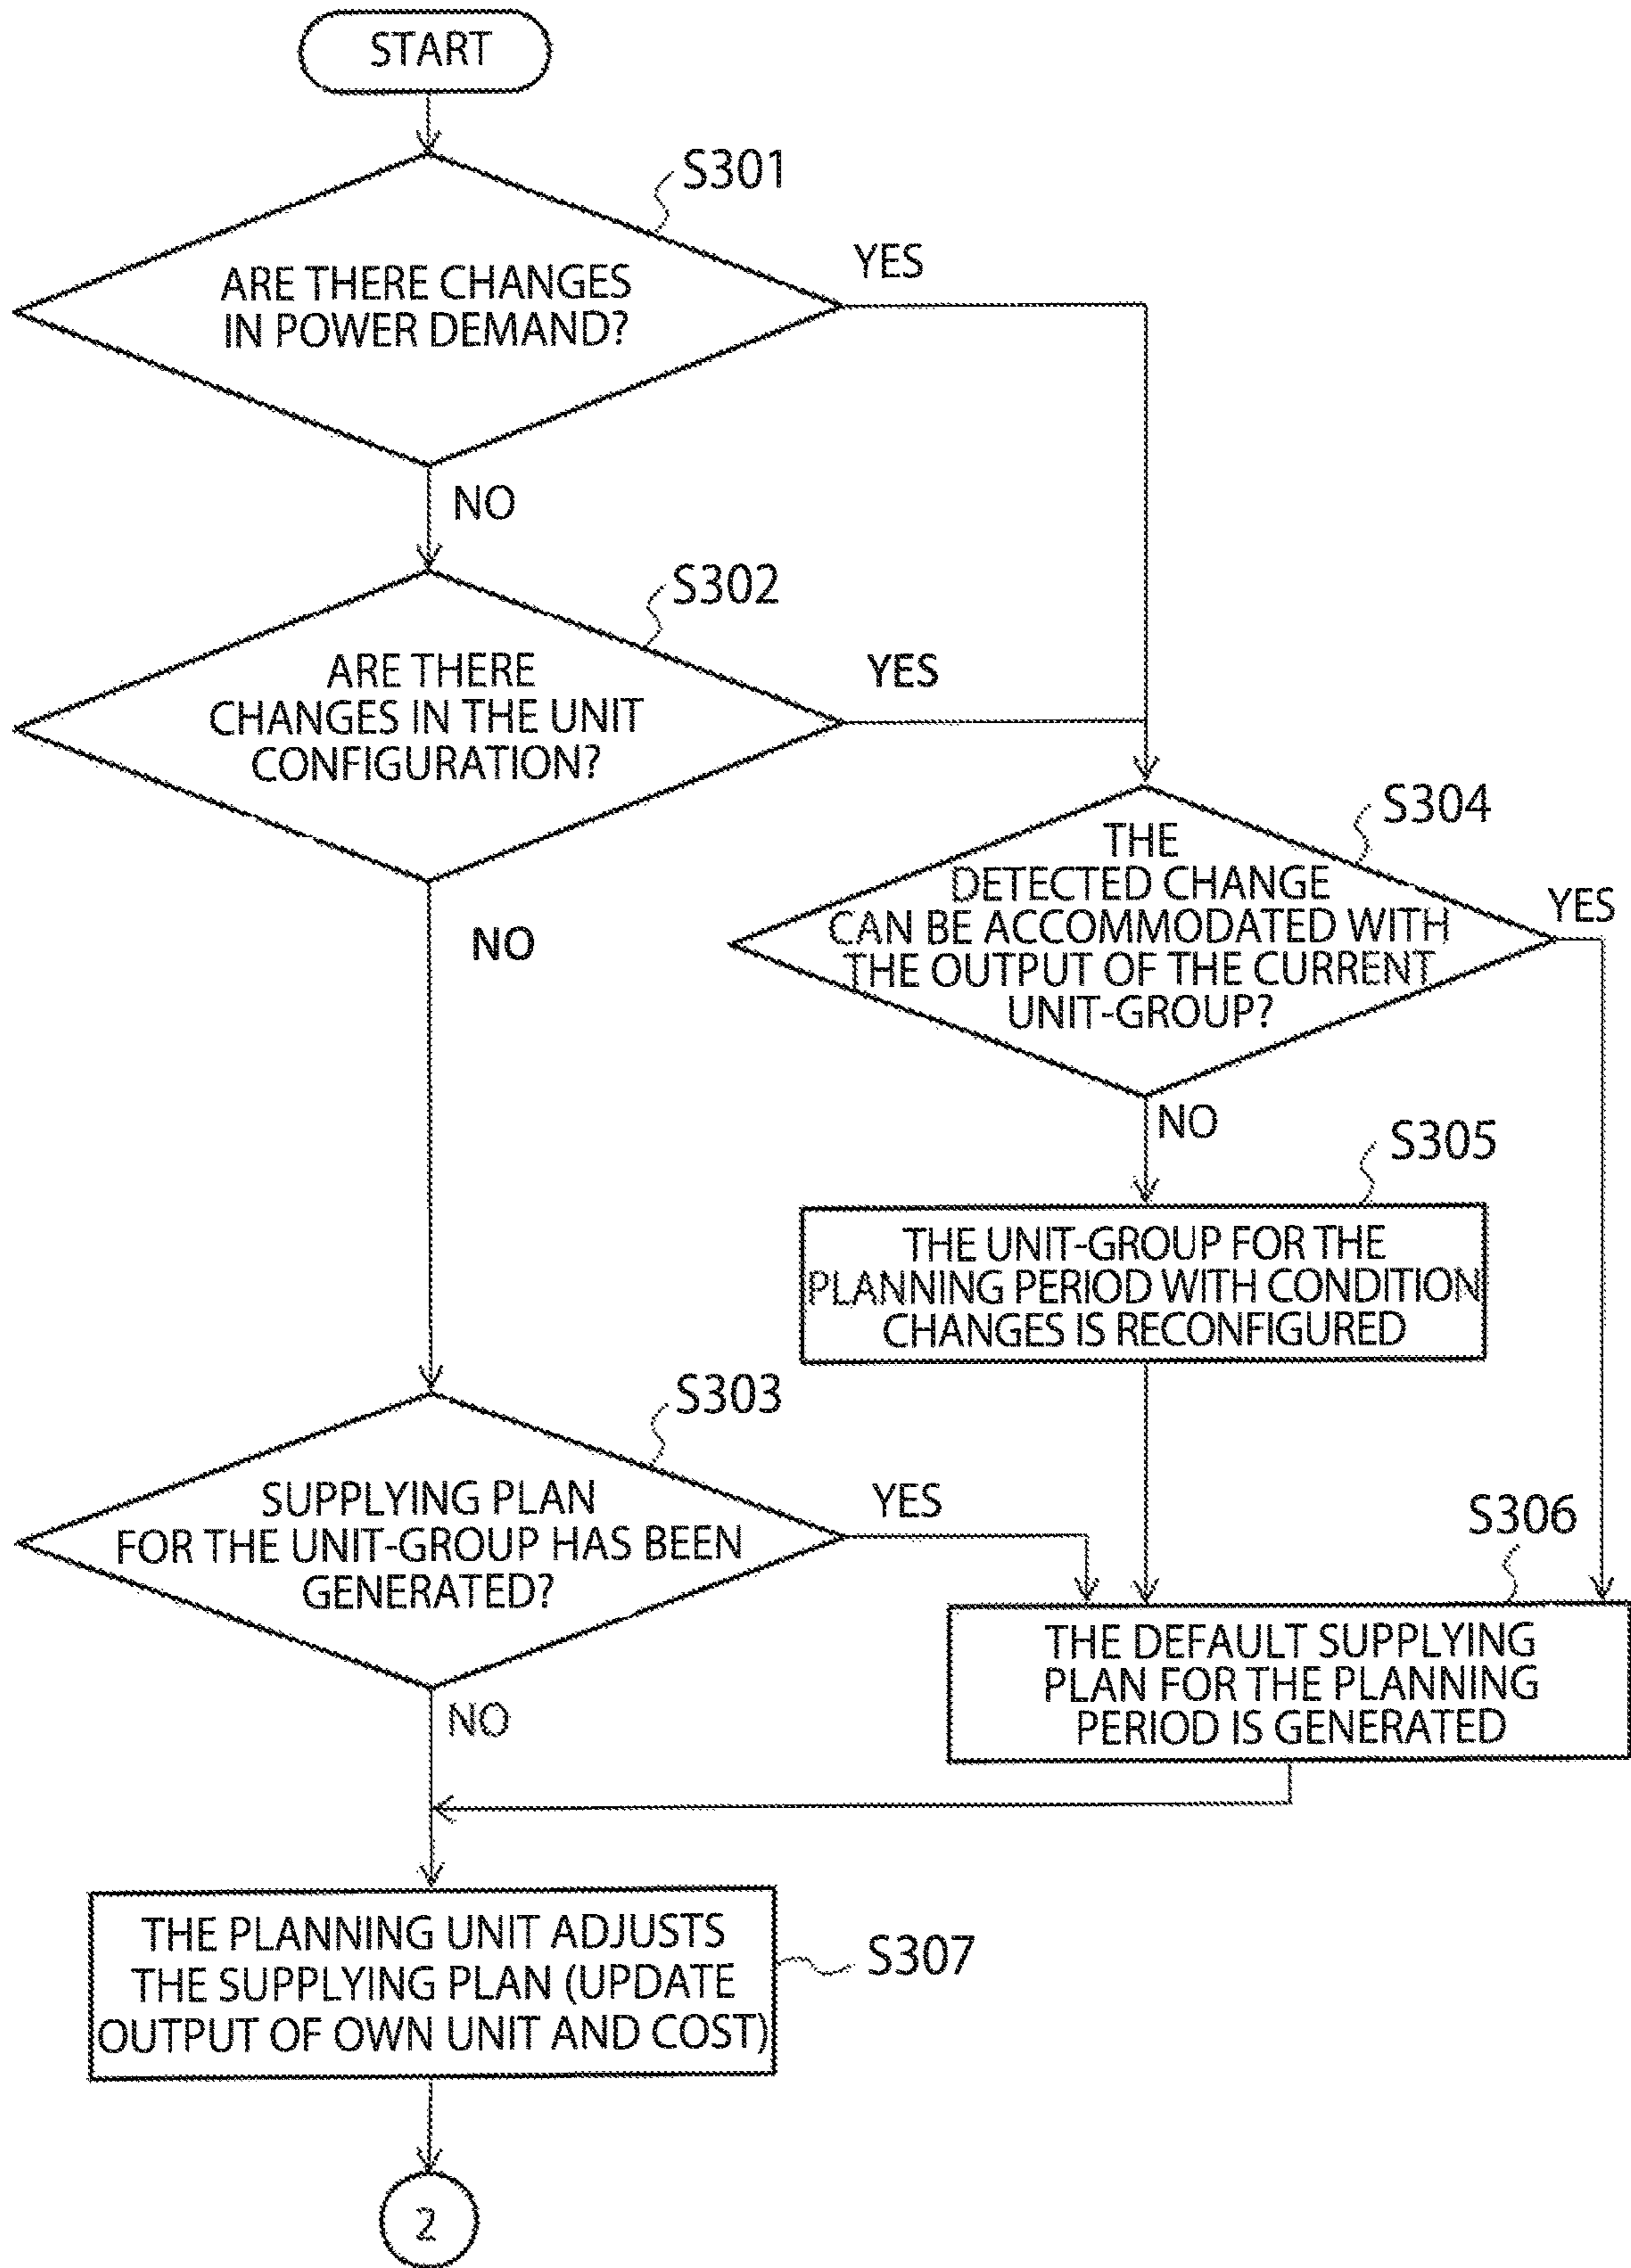 START
S301
ARE THERE CHANGES
IN POWER DEMAND?
YES
NO
S302
ARE THERE
CHANGES IN THE UNIT
CONFIGURATION?
YES
NO
S304
THE
DETECTED CHANGE
CAN BE ACCOMMODATED WITH
THE OUTPUT OF THE CURRENT
UNIT-GROUP?
YES
NO
S305
THE UNIT-GROUP FOR THE
PLANNING PERIOD WITH CONDITION
CHANGES IS RECONFIGURED
S303
SUPPLYING PLAN
FOR THE UNIT-GROUP HAS BEEN
GENERATED?
YES
NO
S306
THE DEFAULT SUPPLYING
PLAN FOR THE PLANNING
PERIOD IS GENERATED
THE PLANNING UNIT ADJUSTS
THE SUPPLYING PLAN (UPDATE
OUTPUT OF OWN UNIT AND COST)
S307
2